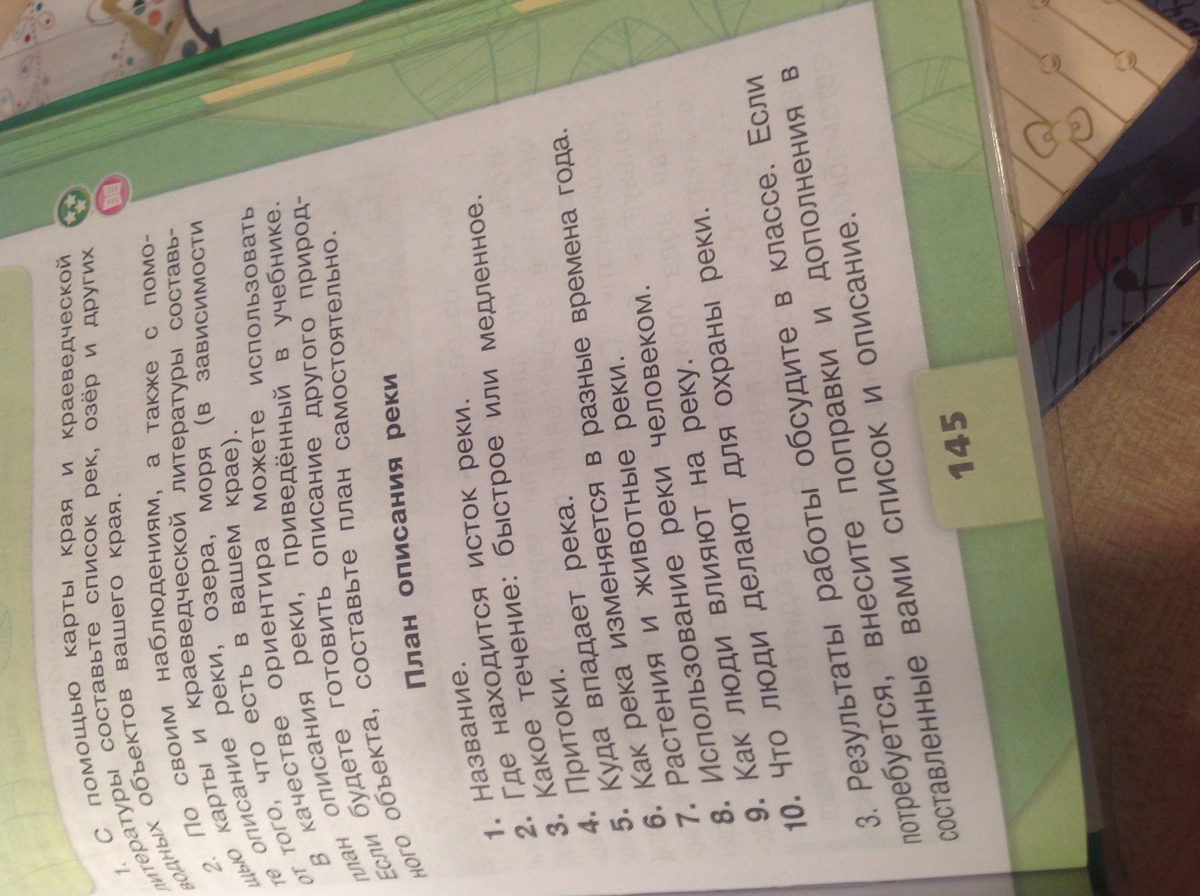 1. С помощью карты края и краеведческой
литературы составьте список рек, озёр и других
водных объектов вашего края.
2. По своим наблюдениям, а также с помо-
щью карты и краеведческой литературы составь-
те описание реки, озера, моря (в зависимости
от того, что есть в вашем крае).
В качестве ориентира можете использовать
план описания реки, приведённый в учебнике.
Если будете готовить описание другого природ-
ного объекта, составьте план самостоятельно.
План описания реки
1. Название.
2. Где находится исток реки.
3. Какое течение: быстрое или медленное.
4. Притоки.
5. Куда впадает река.
6. Как река изменяется в разные времена года.
7. Растения и животные реки.
8. Использование реки человеком.
9. Как люди влияют на реку.
10. Что люди делают для охраны реки.
3. Результаты работы обсудите в классе. Если
потребуется, внесите поправки и дополнения в
составленные вами список и описание.
145